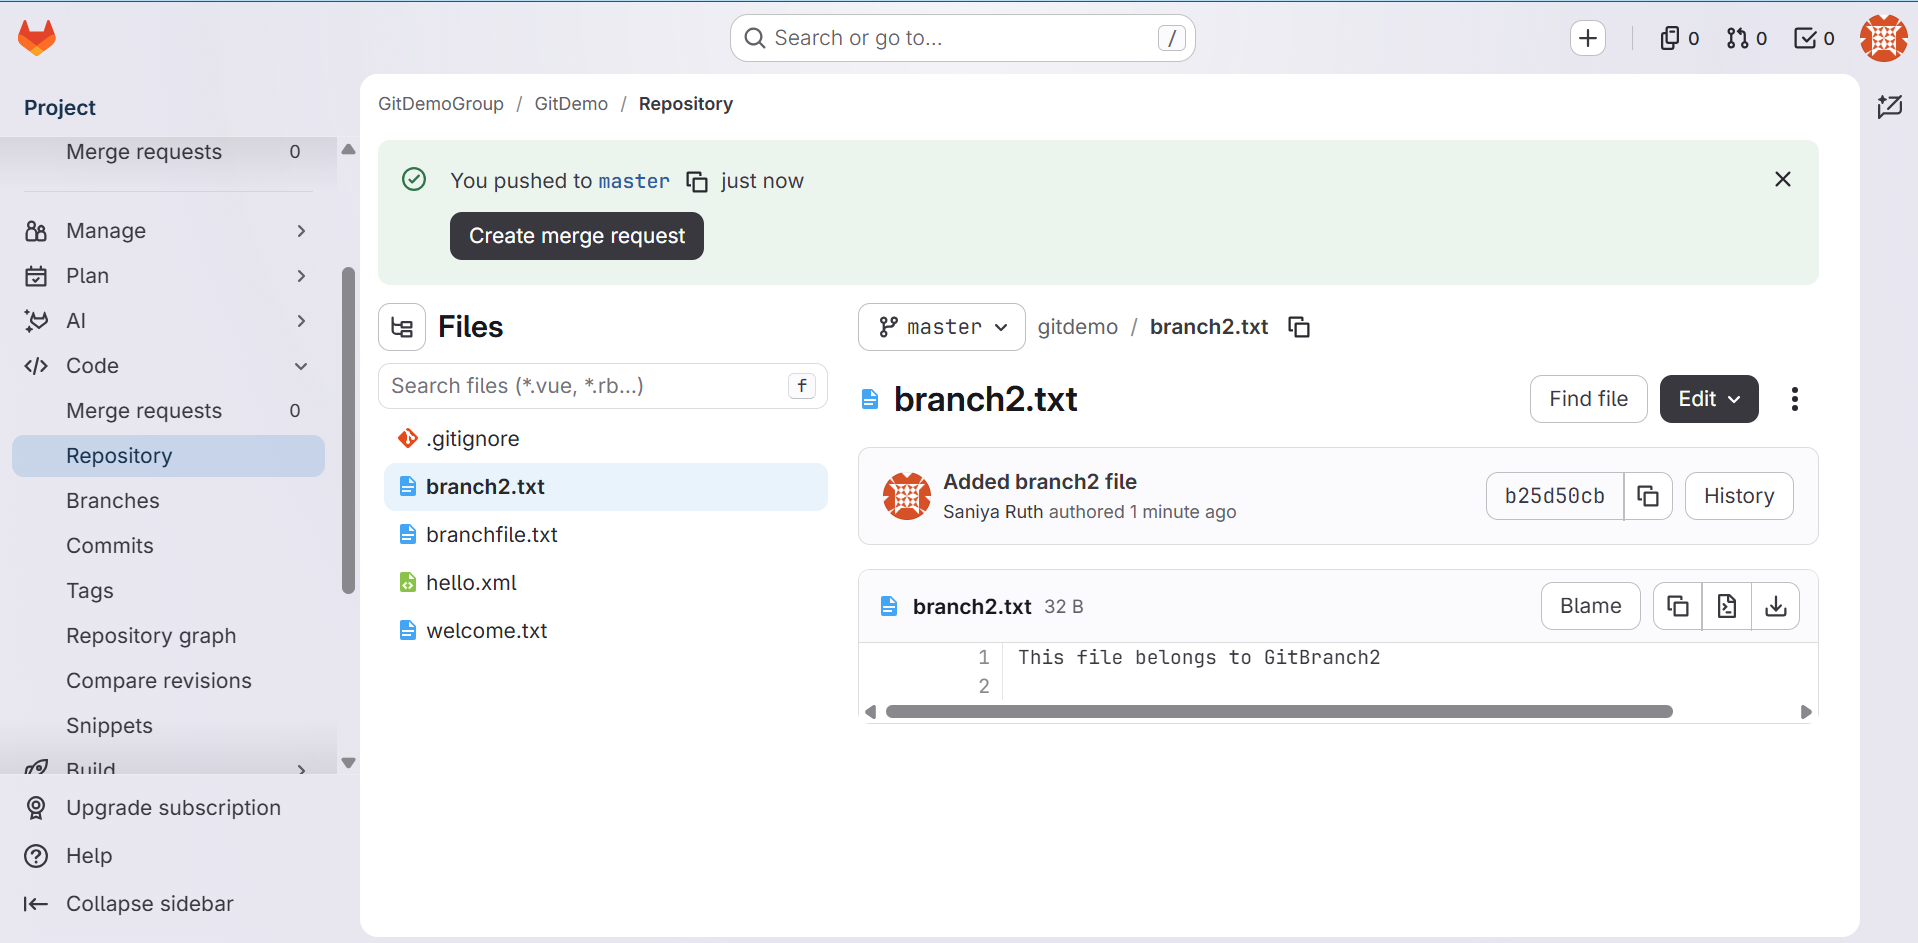 Search or go to...
/
0
0
0
Project
Merge requests 0
Manage
Plan
AI
Code
Merge requests 0
Repository
Branches
Commits
Tags
Repository graph
Compare revisions
Snippets
Build
Upgrade subscription
Help
Collapse sidebar
GitDemoGroup / GitDemo / Repository
You pushed to master just now
Create merge request
Files
Search files (*.vue, *.rb...) f
.gitignore
branch2.txt
branchfile.txt
hello.xml
welcome.txt
master gitdemo / branch2.txt
branch2.txt
Find file
Edit
Added branch2 file
Saniya Ruth authored 1 minute ago
b25d50cb
History
branch2.txt 32 B
Blame
1 This file belongs to GitBranch2
2